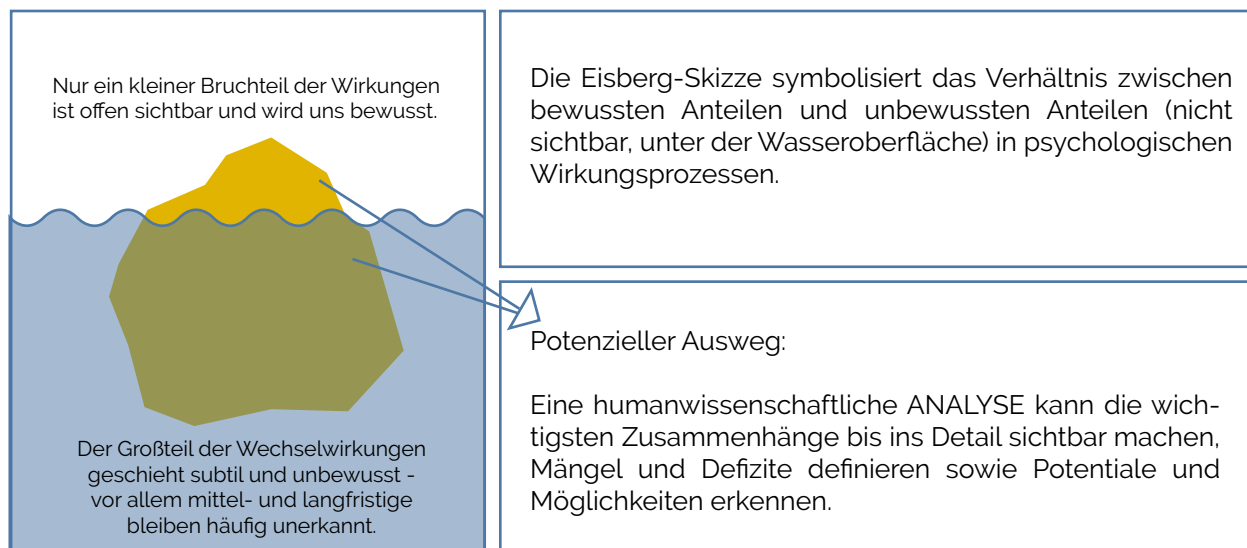 Nur ein kleiner Bruchteil der Wirkungen
ist offen sichtbar und wird uns bewusst.
Der Großteil der Wechselwirkungen
geschieht subtil und unbewusst -
vor allem mittel- und langfristige
bleiben häufig unerkannt.
Die Eisberg-Skizze symbolisiert das Verhältnis zwischen
bewussten Anteilen und unbewussten Anteilen (nicht
sichtbar, unter der Wasseroberfläche) in psychologischen
Wirkungsprozessen.
Potenzieller Ausweg:
Eine humanwissenschaftliche ANALYSE kann die wich-
tigsten Zusammenhänge bis ins Detail sichtbar machen,
Mängel und Defizite definieren sowie Potentiale und
Möglichkeiten erkennen.